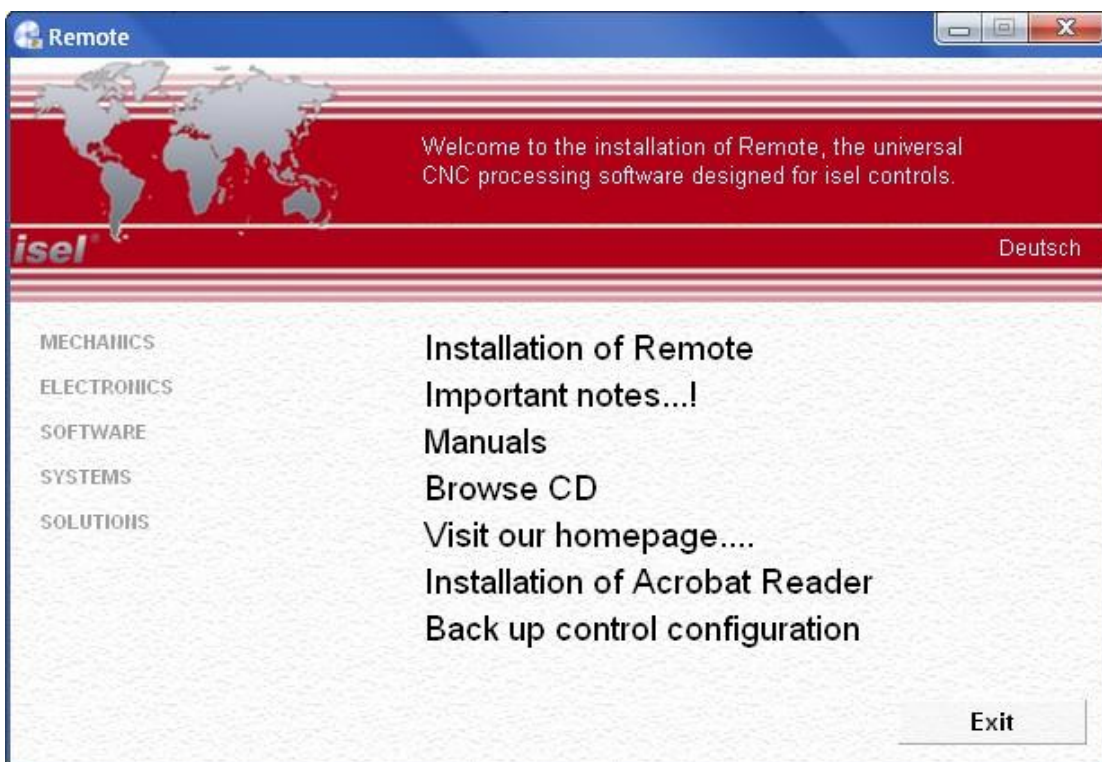 Remote
Welcome to the installation of Remote, the universal
CNC processing software designed for isel controls.
isel®
Deutsch
MECHANICS
ELECTRONICS
SOFTWARE
SYSTEMS
SOLUTIONS
Installation of Remote
Important notes...!
Manuals
Browse CD
Visit our homepage....
Installation of Acrobat Reader
Back up control configuration
Exit